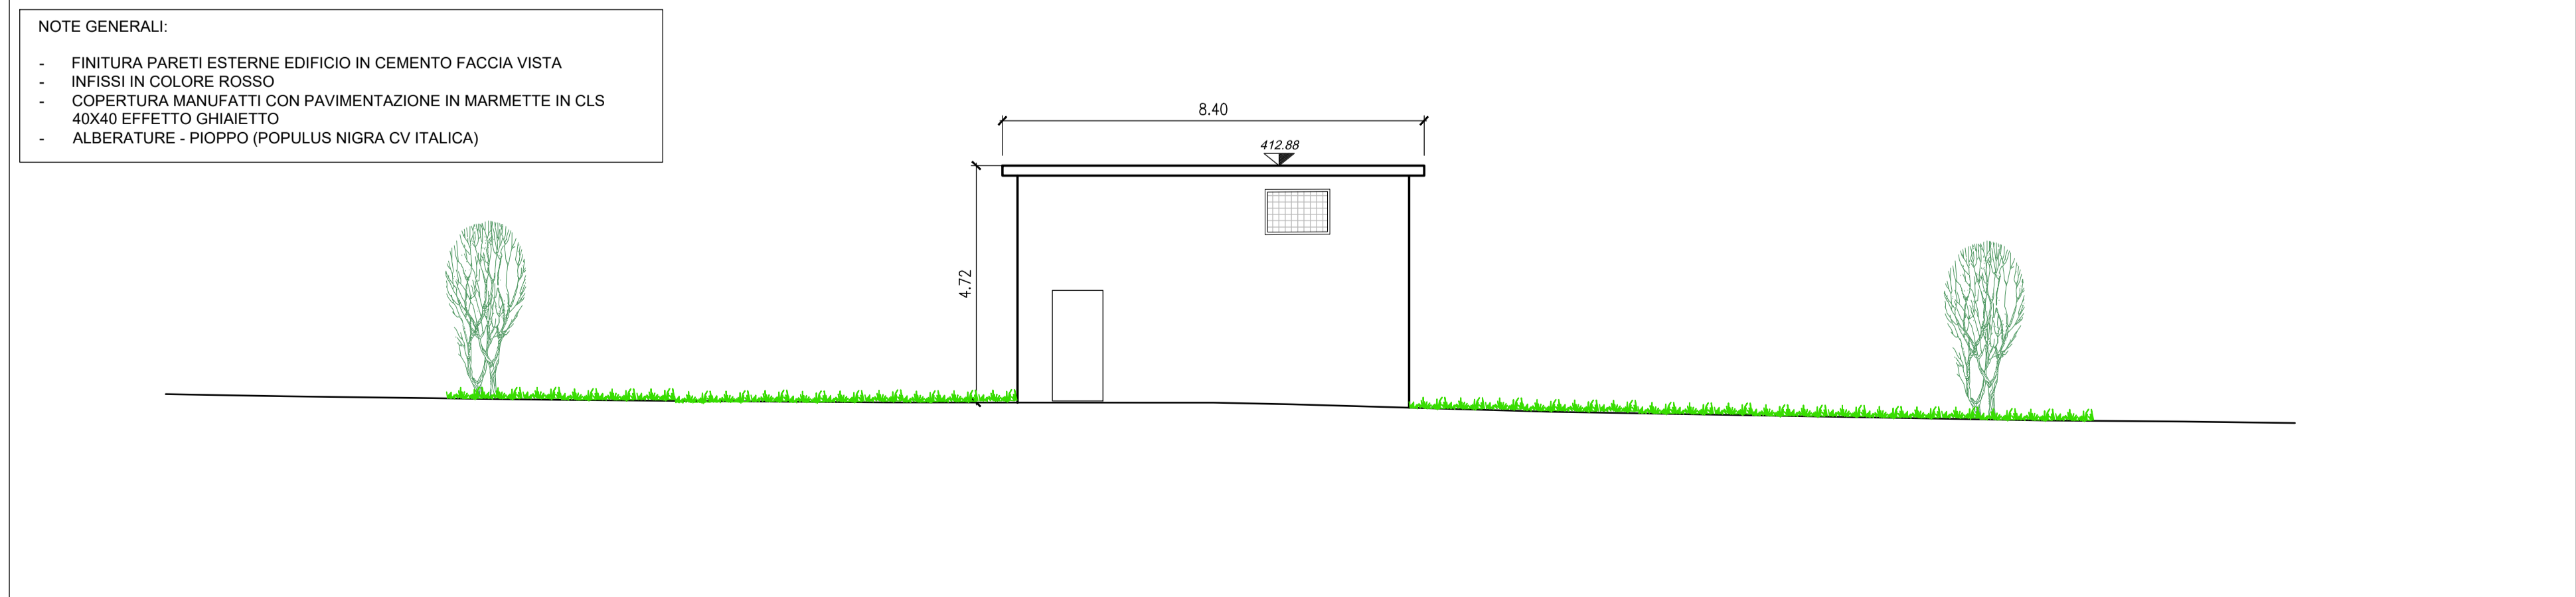 NOTE GENERALI:
- FINITURA PARETI ESTERNE EDIFICIO IN CEMENTO FACCIA VISTA
- INFISSI IN COLORE ROSSO
- COPERTURA MANUFATTI CON PAVIMENTAZIONE IN MARMETTE IN CLS
40X40 EFFETTO GHIAIETTO
- ALBERATURE - PIOPPO (POPULUS NIGRA CV ITALICA)
8.40
412.88
4.72